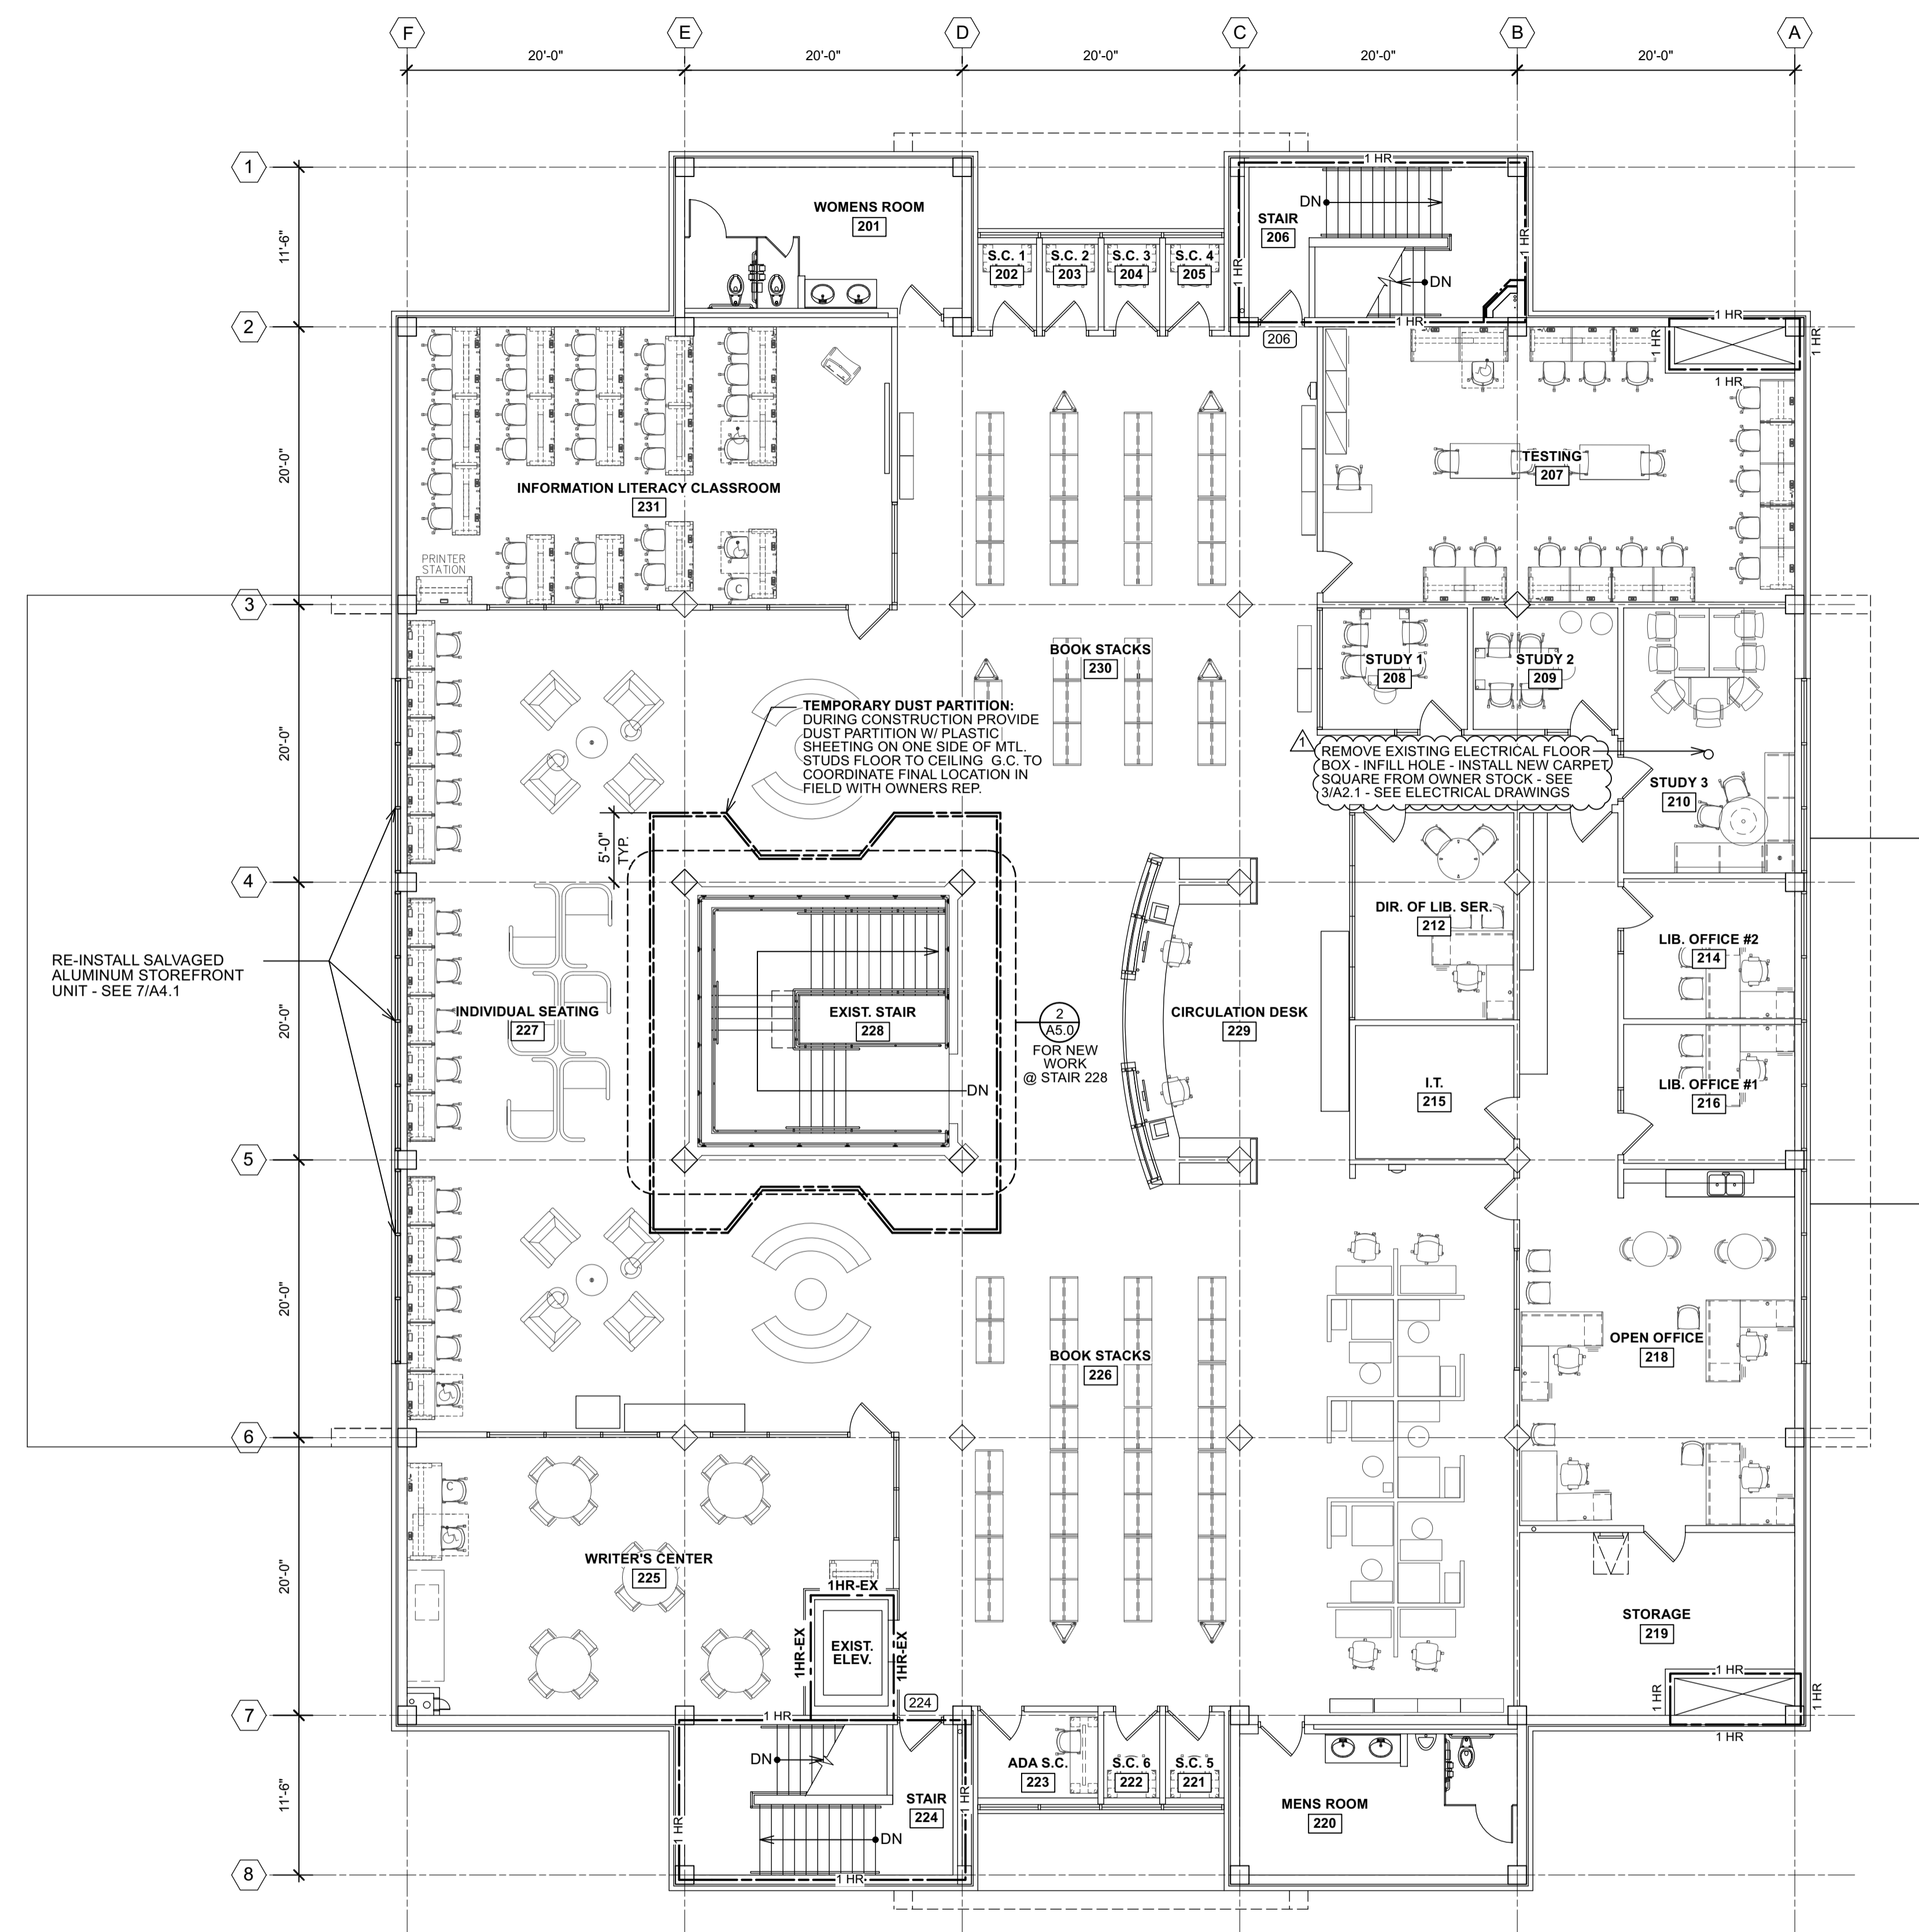 F
E
D
C
B
A
20'-0"
20'-0"
20'-0"
20'-0"
20'-0"
1
1 HR
WOMENS ROOM
201
DN
STAIR
206
11'-6"
1 HR
1 HR
S.C. 1
202
S.C. 2
203
S.C. 3
204
S.C. 4
205
DN
1 HR
2
206
1 HR
1 HR
1 HR
1 HR
20'-0"
TESTING
207
INFORMATION LITERACY CLASSROOM
231
PRINTER
STATION
C
3
BOOK STACKS
230
STUDY 1
208
STUDY 2
209
20'-0"
TEMPORARY DUST PARTITION:
DURING CONSTRUCTION PROVIDE
DUST PARTITION W/ PLASTIC
SHEETING ON ONE SIDE OF MTL.
STUDS FLOOR TO CEILING G.C. TO
COORDINATE FINAL LOCATION IN
FIELD WITH OWNERS REP.
1
REMOVE EXISTING ELECTRICAL FLOOR
BOX - INFILL HOLE - INSTALL NEW CARPET
SQUARE FROM OWNER STOCK - SEE
3/A2.1 - SEE ELECTRICAL DRAWINGS
STUDY 3
210
5'-0"
TYP.
4
DIR. OF LIB. SER.
212
LIB. OFFICE #2
214
RE-INSTALL SALVAGED
ALUMINUM STOREFRONT
UNIT - SEE 7/A4.1
20'-0"
INDIVIDUAL SEATING
227
EXIST. STAIR
228
2
A5.0
FOR NEW
WORK
@ STAIR 228
CIRCULATION DESK
229
DN
I.T.
215
LIB. OFFICE #1
216
5
20'-0"
BOOK STACKS
226
OPEN OFFICE
218
6
C
20'-0"
WRITER'S CENTER
225
1HR-EX
1HR-EX
1HR-EX
EXIST.
ELEV.
STORAGE
219
1 HR
1 HR
1 HR
1 HR
224
7
1 HR
DN
11'-6"
STAIR
224
1 HR
1 HR
DN
ADA S.C.
223
S.C. 6
222
S.C. 5
221
MENS ROOM
220
8
1 HR